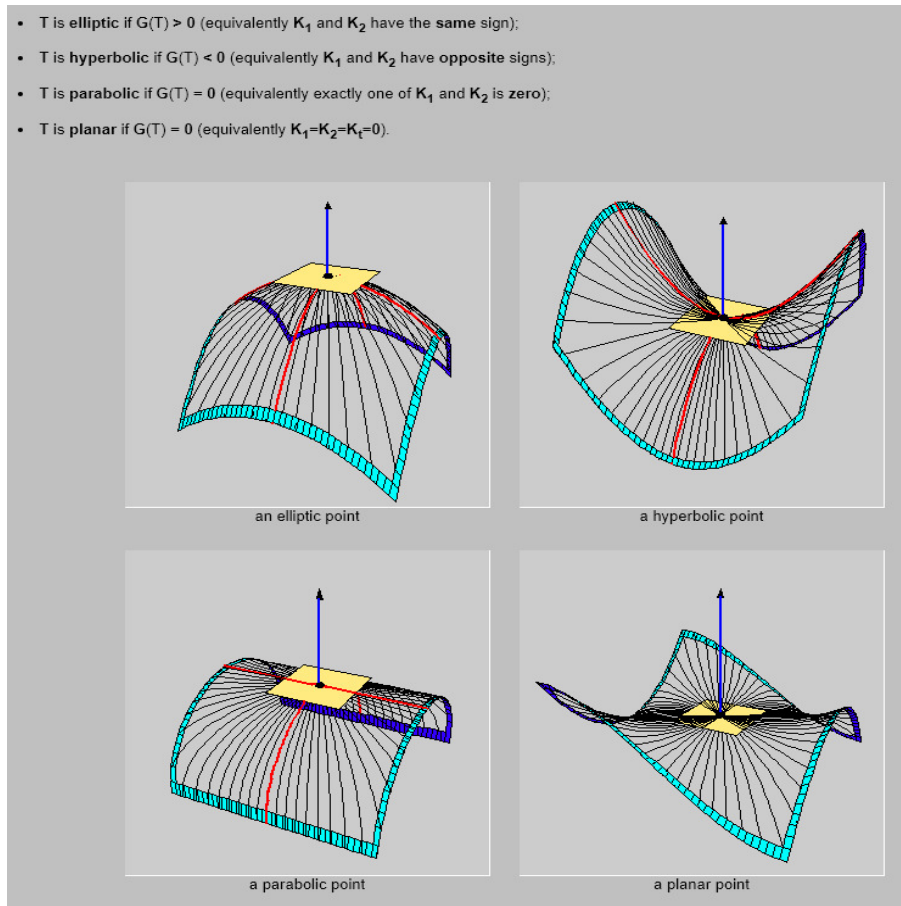 • T is elliptic if G(T) > 0 (equivalently K₁ and K₂ have the same sign);
• T is hyperbolic if G(T) < 0 (equivalently K₁ and K₂ have opposite signs);
• T is parabolic if G(T) = 0 (equivalently exactly one of K₁ and K₂ is zero);
• T is planar if G(T) = 0 (equivalently K₁=K₂=Kₜ=0).
an elliptic point
a hyperbolic point
a parabolic point
a planar point